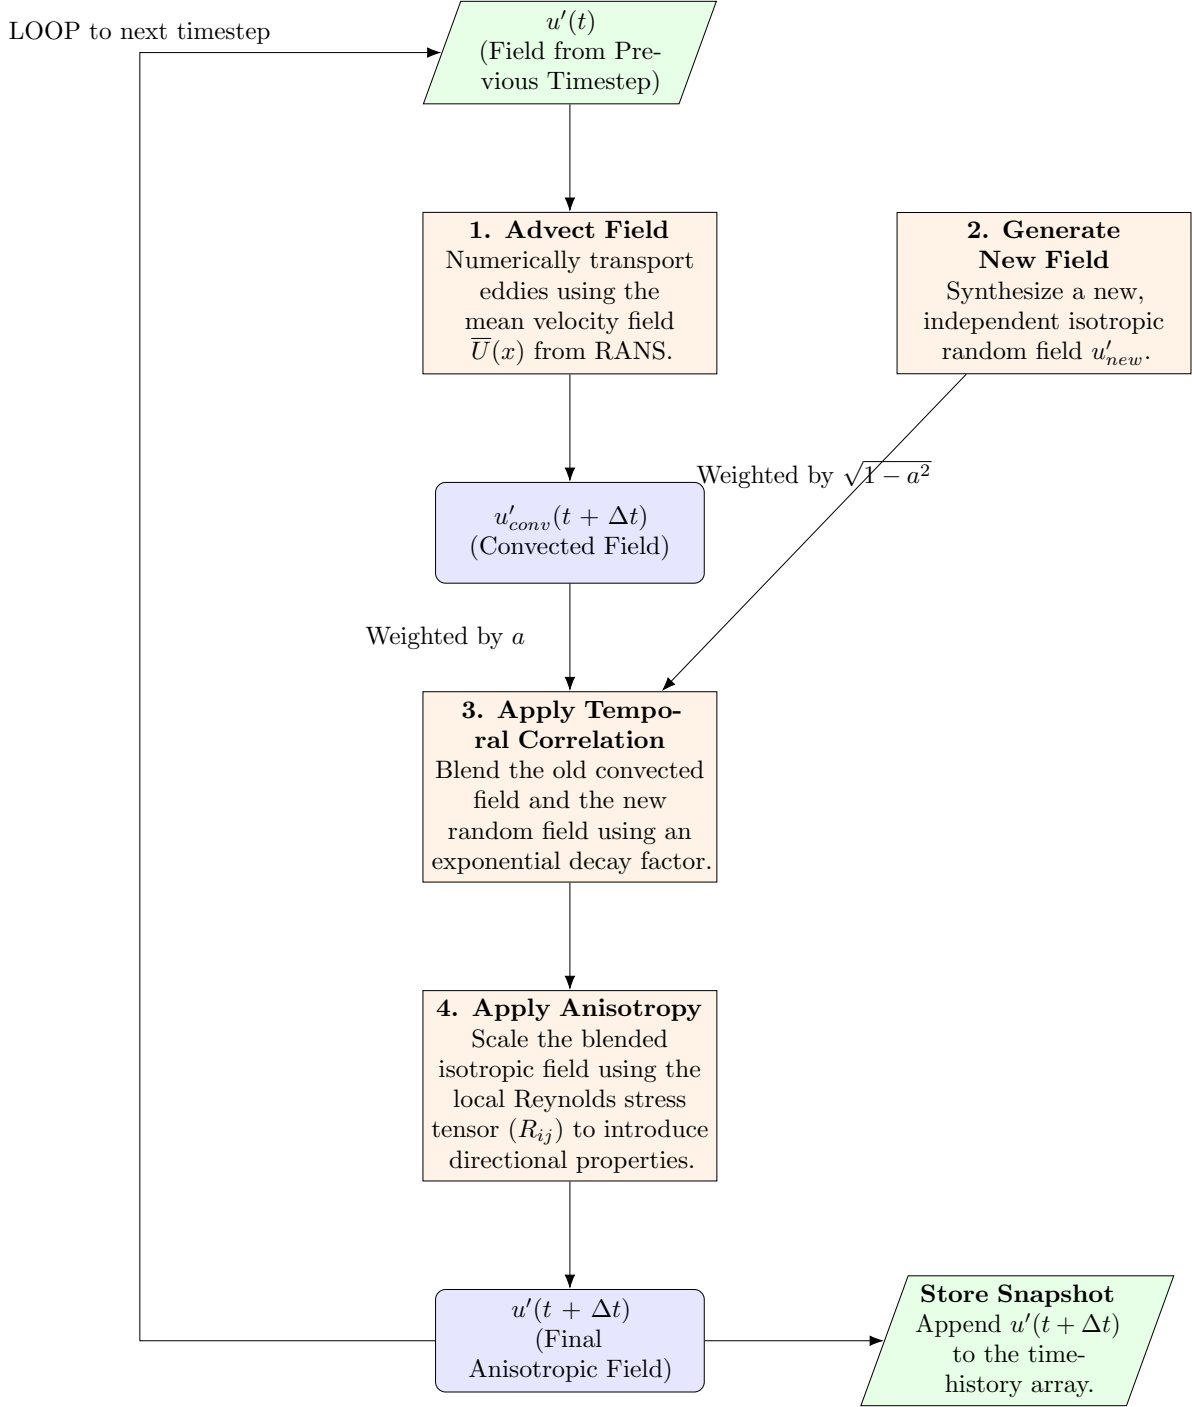 LOOP to next timestep
u′(t)
(Field from Pre-
vious Timestep)
1. Advect Field
Numerically transport
eddies using the
mean velocity field
U̅(x) from RANS.
2. Generate
New Field
Synthesize a new,
independent isotropic
random field u′_{new}.
Weighted by √(1 − a²)
u′_{conv}(t + Δt)
(Convected Field)
Weighted by a
3. Apply Tempo-
ral Correlation
Blend the old convected
field and the new
random field using an
exponential decay factor.
4. Apply Anisotropy
Scale the blended
isotropic field using the
local Reynolds stress
tensor (R_{ij}) to introduce
directional properties.
u′(t + Δt)
(Final
Anisotropic Field)
Store Snapshot
Append u′(t + Δt)
to the time-
history array.